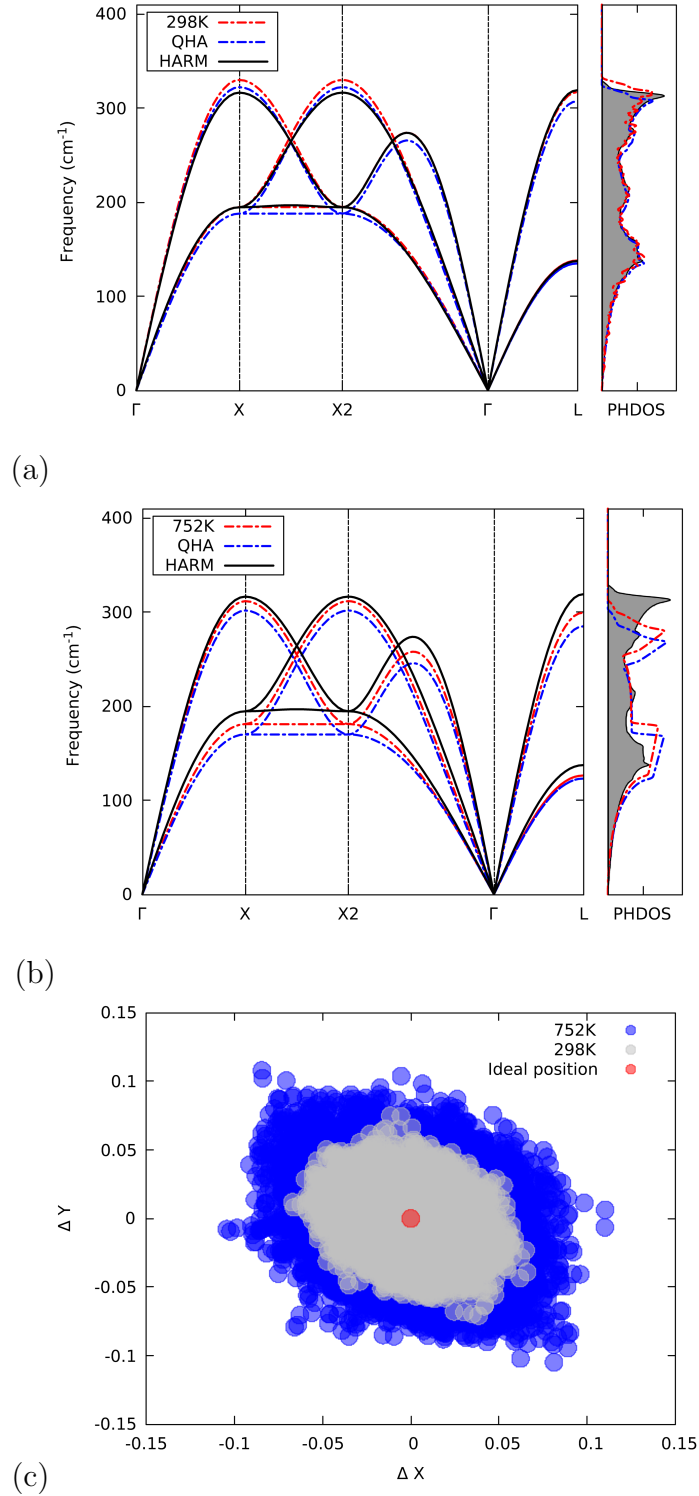 298K
QHA
HARM
400
300
200
100
0
Frequency (cm-1)
Γ X X2 Γ L PHDOS
(a)
752K
QHA
HARM
400
300
200
100
0
Frequency (cm-1)
Γ X X2 Γ L PHDOS
(b)
752K
298K
Ideal position
0.15
0.1
0.05
0
-0.05
-0.1
-0.15
Δ Y
-0.15 -0.1 -0.05 0 0.05 0.1 0.15
Δ X
(c)